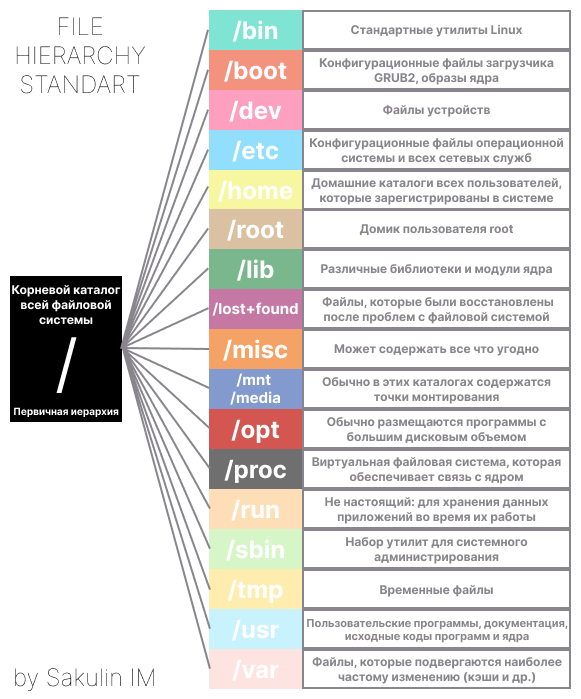 FILE
HIERARCHY
STANDART
Корневой каталог
всей файловой
системы
/
Первичная иерархия
/bin
Стандартные утилиты Linux
/boot
Конфигурационные файлы загрузчика
GRUB2, образы ядра
/dev
Файлы устройств
/etc
Конфигурационные файлы операционной
системы и всех сетевых служб
/home
Домашние каталоги всех пользователей,
которые зарегистрированы в системе
/root
Домик пользователя root
/lib
Различные библиотеки и модули ядра
/lost+found
Файлы, которые были восстановлены
после проблем с файловой системой
/misc
Может содержать все что угодно
/mnt
/media
Обычно в этих каталогах содержатся
точки монтирования
/opt
Обычно размещаются программы с
большим дисковым объемом
/proc
Виртуальная файловая система, которая
обеспечивает связь с ядром
/run
Не настоящий: для хранения данных
приложений во время их работы
/sbin
Набор утилит для системного
администрирования
/tmp
Временные файлы
/usr
Пользовательские программы, документация,
исходные коды программ и ядра
/var
Файлы, которые подвергаются наиболее
частому изменению (кэши и др.)
by Sakulin IM